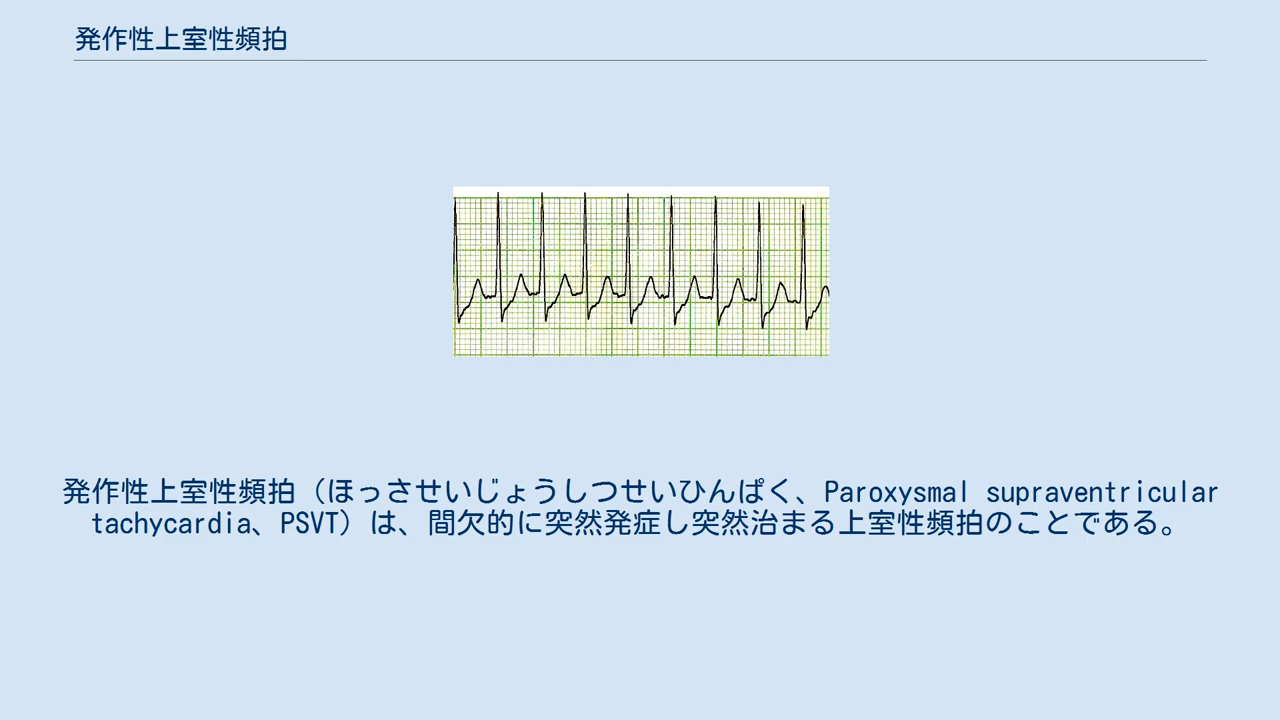 発作性上室性頻拍
発作性上室性頻拍（ほっさせいじょうしつせいひんぱく、Paroxysmal supraventricular
tachycardia、PSVT）は、間欠的に突然発症し突然治まる上室性頻拍のことである。